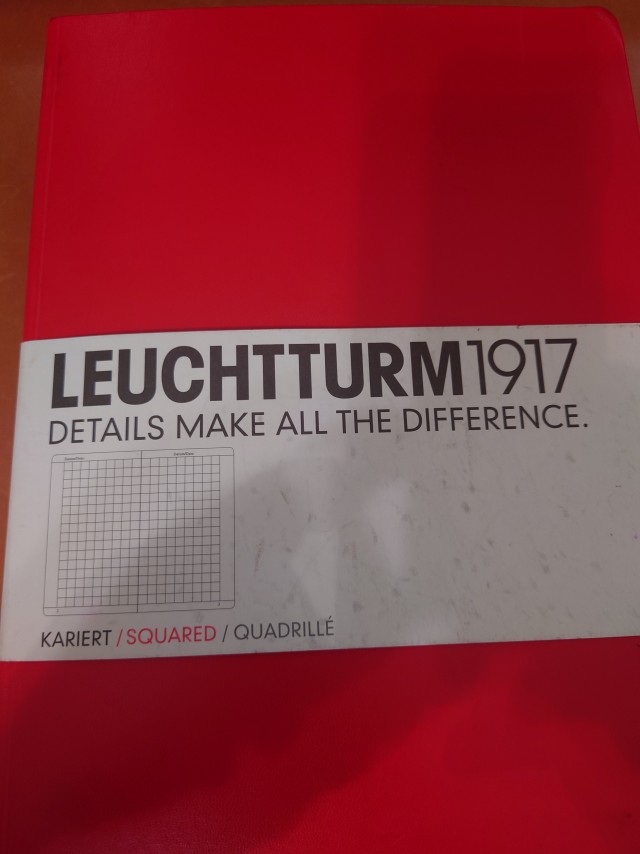 LEUCHTTURM1917
DETAILS MAKE ALL THE DIFFERENCE.
KARIERT / SQUARED / QUADRILLÉ